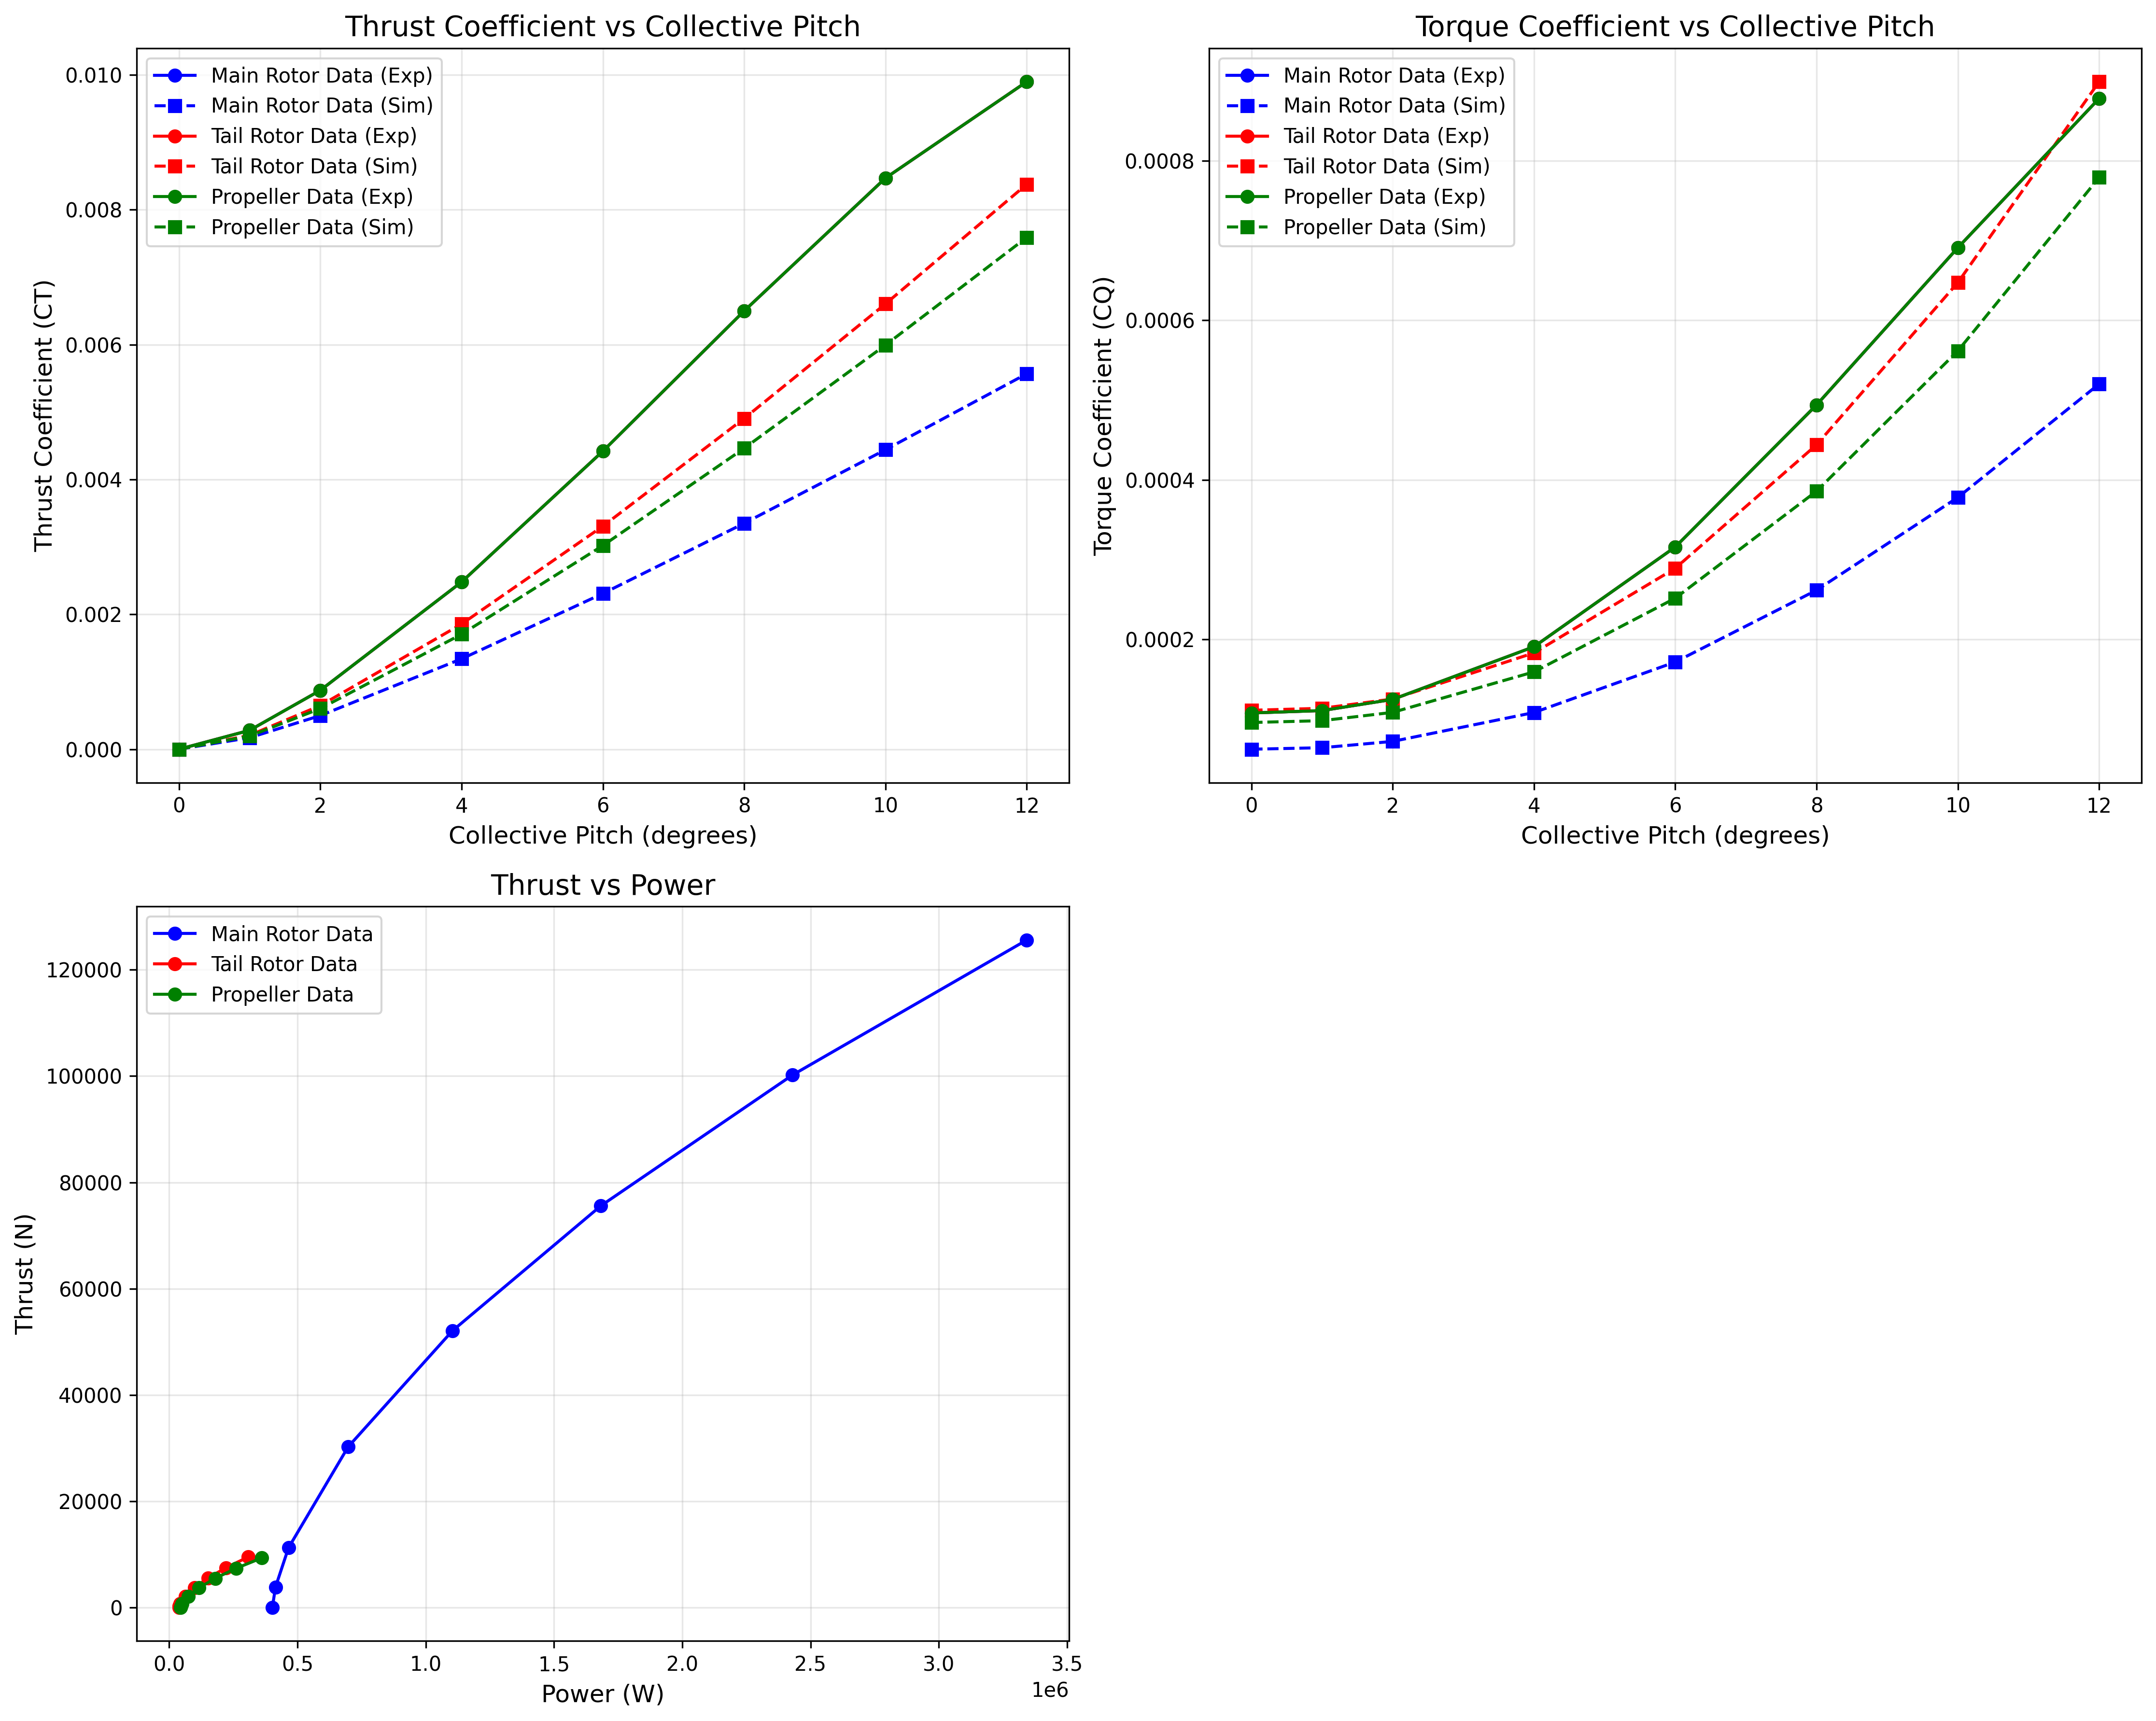 Thrust Coefficient vs Collective Pitch
Main Rotor Data (Exp)
Main Rotor Data (Sim)
Tail Rotor Data (Exp)
Tail Rotor Data (Sim)
Propeller Data (Exp)
Propeller Data (Sim)
Thrust Coefficient (CT)
0.010
0.008
0.006
0.004
0.002
0.000
0 2 4 6 8 10 12
Collective Pitch (degrees)
Torque Coefficient vs Collective Pitch
Main Rotor Data (Exp)
Main Rotor Data (Sim)
Tail Rotor Data (Exp)
Tail Rotor Data (Sim)
Propeller Data (Exp)
Propeller Data (Sim)
Torque Coefficient (CQ)
0.0008
0.0006
0.0004
0.0002
0 2 4 6 8 10 12
Collective Pitch (degrees)
Thrust vs Power
Main Rotor Data
Tail Rotor Data
Propeller Data
Thrust (N)
120000
100000
80000
60000
40000
20000
0
0.0 0.5 1.0 1.5 2.0 2.5 3.0 3.5
1e6
Power (W)